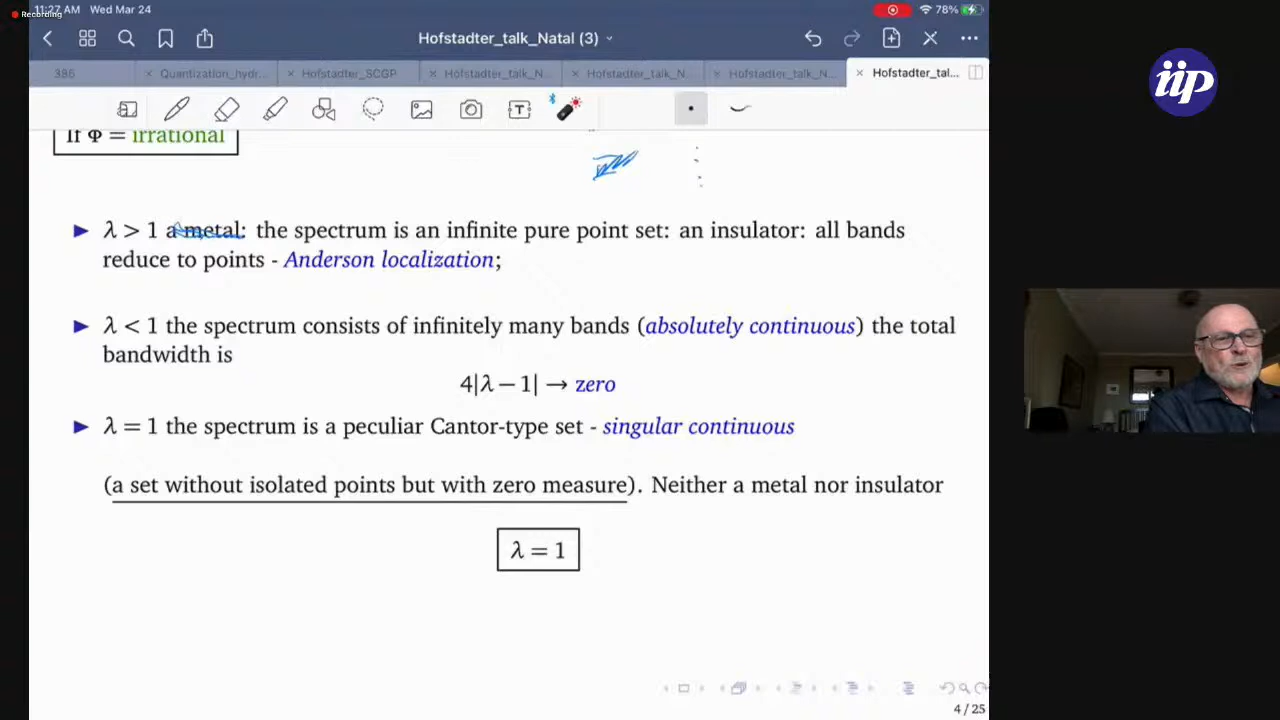 11:27 AM Wed Mar 24
Recording
78%
Hofstadter_talk_Natal (3)
386
Quantization_hydr...
Hofstadter_SCGP
Hofstadter_talk_N...
Hofstadter_talk_N...
Hofstadter_talk_N...
Hofstadter_tal...
T
iip
If Φ = irrational
λ > 1 a metal: the spectrum is an infinite pure point set: an insulator: all bands
reduce to points - Anderson localization;
λ < 1 the spectrum consists of infinitely many bands (absolutely continuous) the total
bandwidth is
4|λ − 1| → zero
λ = 1 the spectrum is a peculiar Cantor-type set - singular continuous
(a set without isolated points but with zero measure). Neither a metal nor insulator
λ = 1
4 / 25